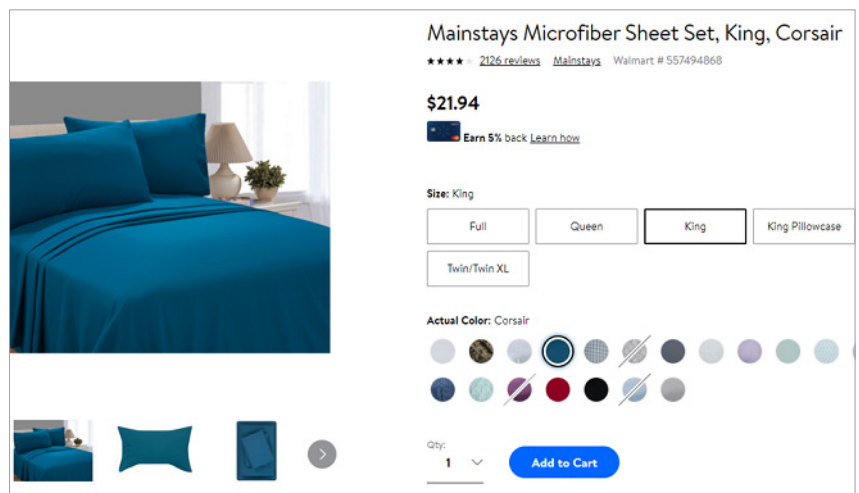 Mainstays Microfiber Sheet Set, King, Corsair
2126 reviews Mainstays Walmart # 557494868
$21.94
Earn 5% back Learn how
Size: King
Full Queen King King Pillowcase
Twin/Twin XL
Actual Color: Corsair
Qty:
1 Add to Cart